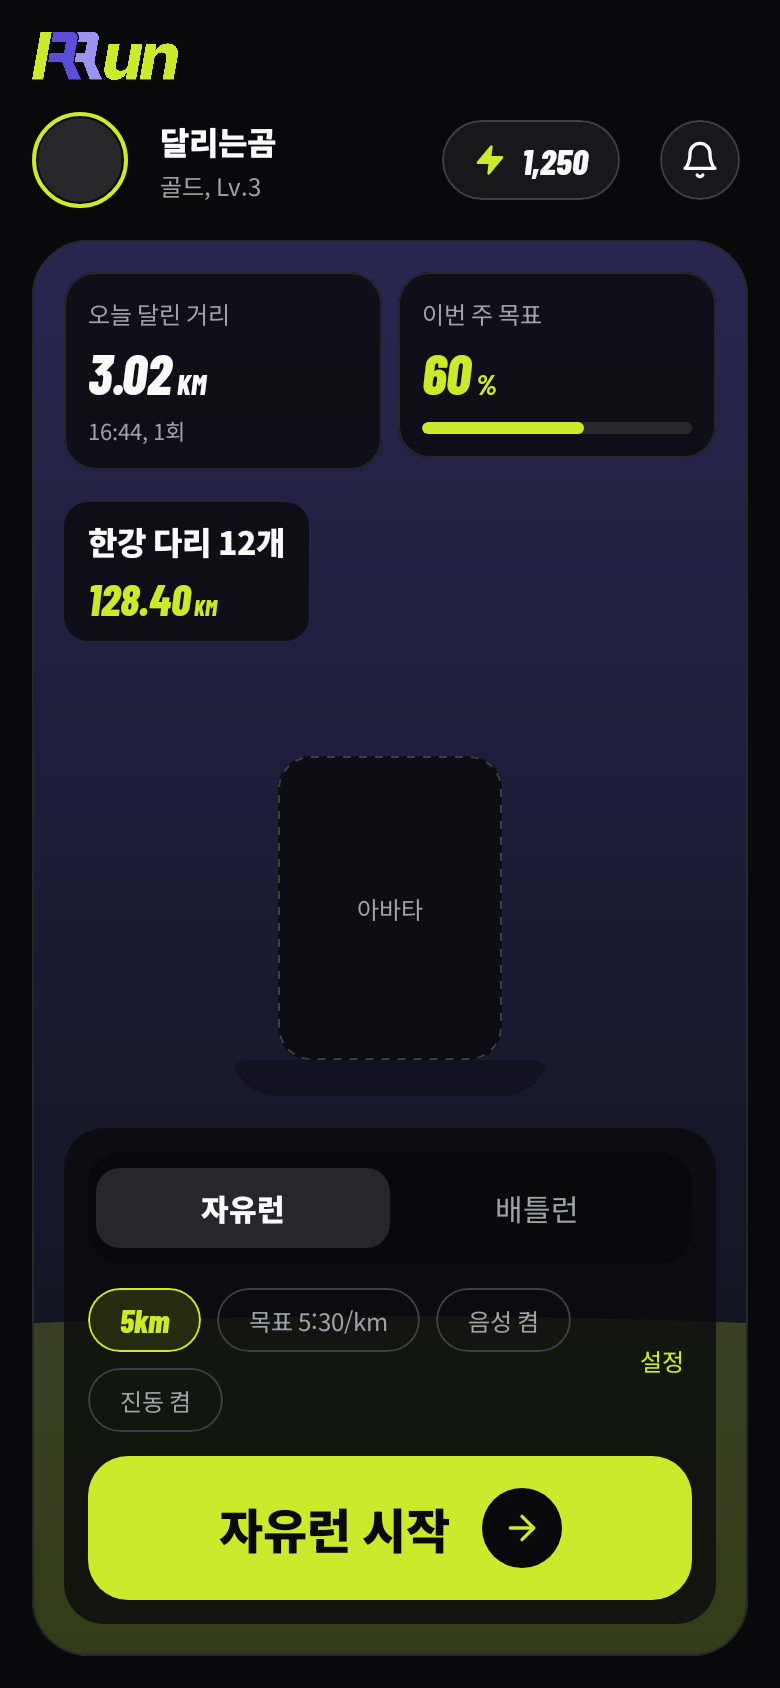 RRun
달리는곰
골드, Lv.3
1,250
오늘 달린 거리
3.02 KM
16:44, 1회
이번 주 목표
60 %
한강 다리 12개
128.40 KM
아바타
자유런
배틀런
5km
목표 5:30/km
음성 켬
진동 켬
설정
자유런 시작